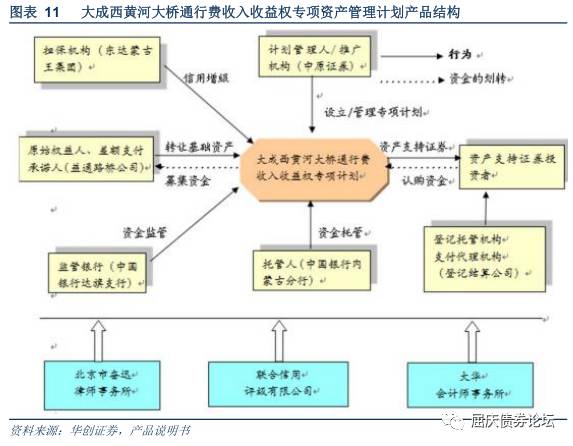 图表 11 大成西黄河大桥通行费收入收益权专项资产管理计划产品结构
担保机构（东达蒙古
王集团）
信用增级
计划管理人/推广
机构（中原证券）
设立/管理专项计划
行为
资金的划转
原始权益人、差额支付
承诺人（益通路桥公司）
转让基础资产
募集资金
大成西黄河大桥通行费
收入收益权专项计划
资产支持证券
认购资金
资产支持证券投
资者
资金监管
监管银行（中国
银行达旗支行）
资金托管
托管人（中国银行内
蒙古分行）
登记托管机构
支付代理机构
（登记结算公司）
北京市奋迅
律师事务所
联合信用
评级有限公司
大华
会计师事务所
资料来源：华创证券，产品说明书
屈庆债券论坛